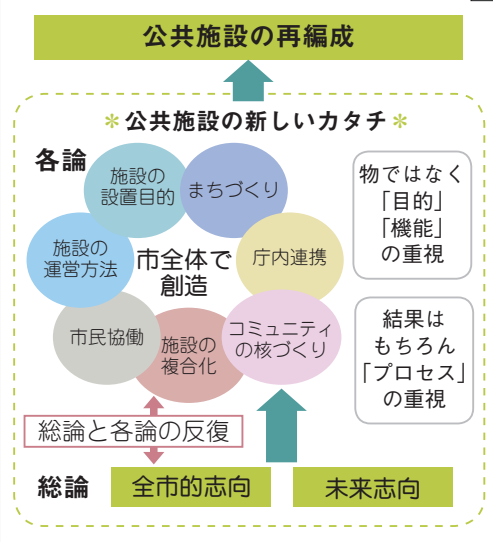 公共施設の再編成
＊公共施設の新しいカタチ＊
各論
施設の
設置目的
まちづくり
施設の
運営方法
市全体で
創造
庁内連携
市民協働
施設の
複合化
コミュニティ
の核づくり
物ではなく
「目的」
「機能」
の重視
結果は
もちろん
「プロセス」
の重視
総論と各論の反復
総論
全市的志向
未来志向